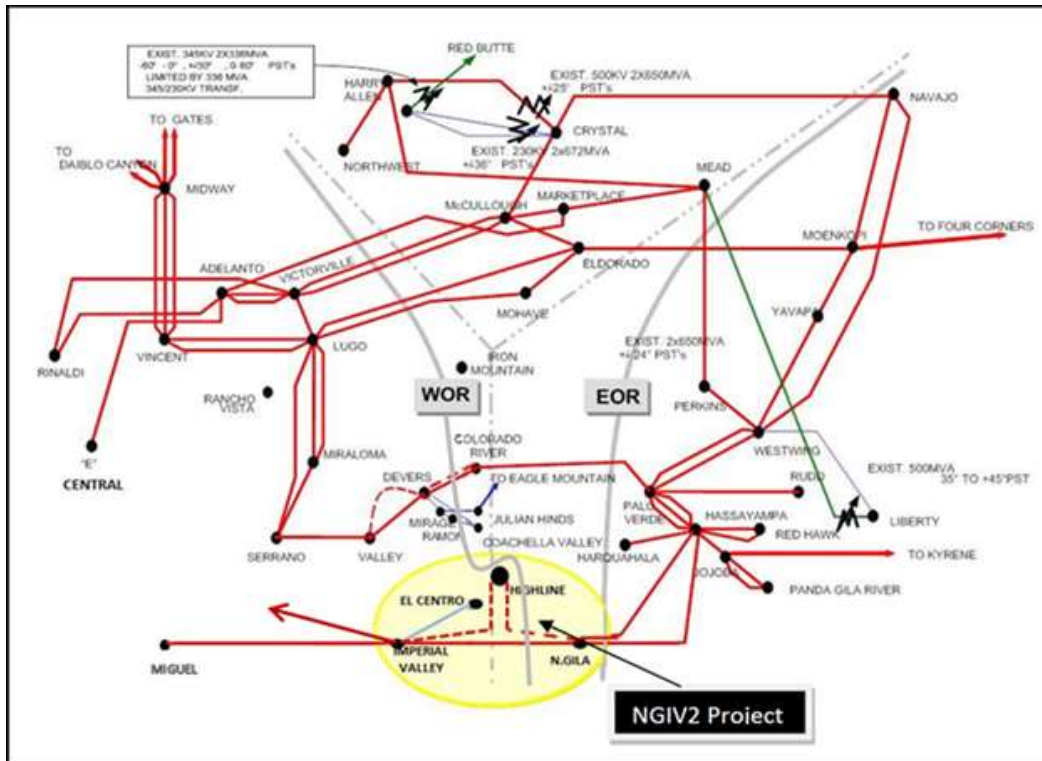 EXIST. 345KV 2X336MVA
-60° - 0° , +/30° , 0 60° PST's
LIMITED BY 336 MVA
345/230KV TRANSF.
RED BUTTE
HARRY
ALLEN
EXIST. 500KV 2X650MVA
+/-25° PST's
NAVAJO
TO GATES
CRYSTAL
TO
DAIBLO CANYON
NORTHWEST
EXIST. 230KV 2x672MVA
+/-36° PST's
MIDWAY
MEAD
MARKETPLACE
McCULLOUGH
TO FOUR CORNERS
MOENKOPI
ADELANTO
VICTORVILLE
ELDORADO
MOHAVE
YAVAPA
RINALDI
VINCENT
LUGO
EXIST. 2x650MVA
+/-24° PST's
IRON
MOUNTAIN
RANCHO
VISTA
WOR
EOR
PERKINS
"E"
CENTRAL
COLORADO
RIVER
WESTWING
MIRALOMA
DEVERS
TO EAGLE MOUNTAIN
EXIST. 500MVA
35° TO +45°PST
RUDD
PALO
VERDE
MIRAGE
RAMON
JULIAN HINDS
HASSAYAMPA
LIBERTY
SERRANO
VALLEY
COACHELLA VALLEY
HARQUAHALA
RED HAWK
JOJOBA
TO KYRENE
PANDA GILA RIVER
HIGHLINE
EL CENTRO
MIGUEL
IMPERIAL
VALLEY
N.GILA
NGIV2 Project